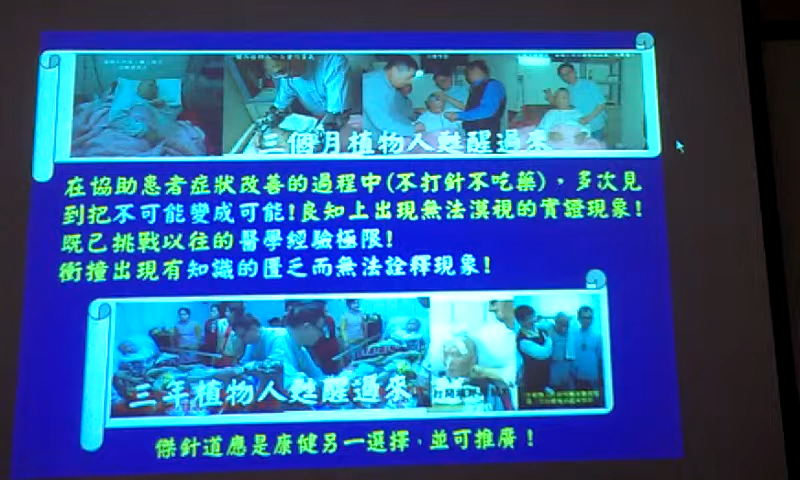 三個月植物人甦醒過來
在協助患者症狀改善的過程中(不打針不吃藥)，多次見
到把不可能變成可能!良知上出現無法漠視的實證現象!
既已挑戰以往的醫學經驗極限!
衝撞出現有知識的匱乏而無法詮釋現象!
三年植物人甦醒過來
傑針道應是康健另一選擇，並可推廣!